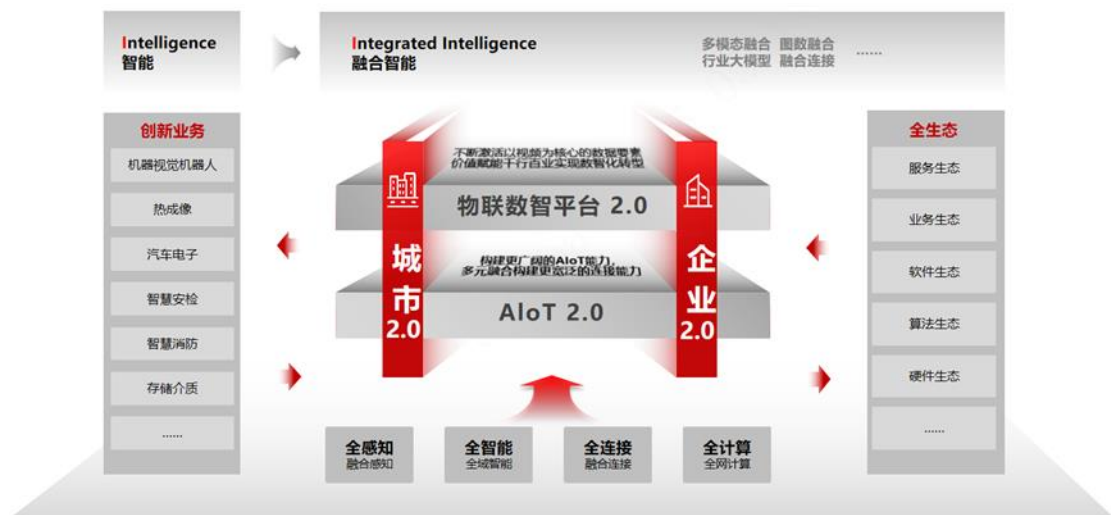 Intelligence
智能
Integrated Intelligence
融合智能
多模态融合 图数融合
行业大模型 融合连接
......
创新业务
机器视觉机器人
热成像
汽车电子
智慧安检
智慧消防
存储介质
......
不断激活以视频为核心的数据要素
价值赋能千行百业实现数智化转型
物联数智平台 2.0
构建更广阔的AIoT能力,
多元融合构建更宽泛的连接能力
AIoT 2.0
城市
2.0
企业
2.0
全生态
服务生态
业务生态
软件生态
算法生态
硬件生态
......
全感知
融合感知
全智能
全域智能
全连接
融合连接
全计算
全网计算